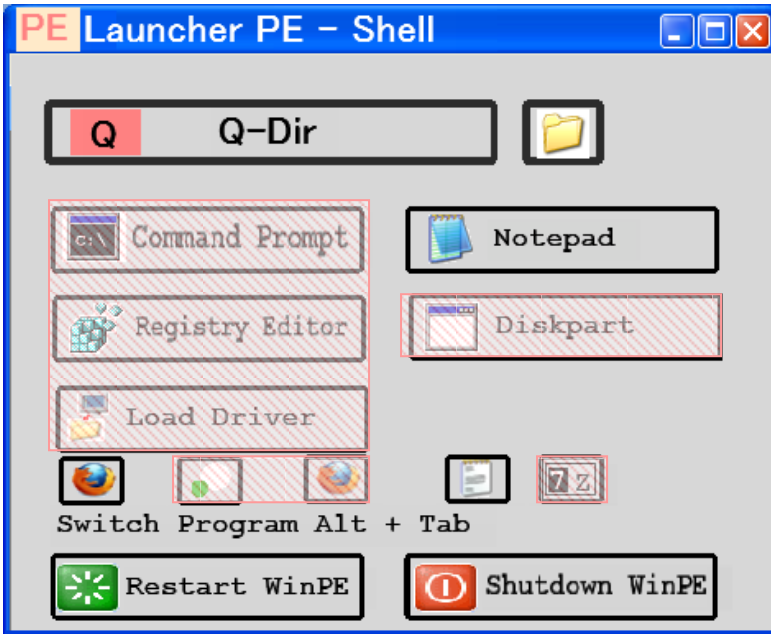 PE Launcher PE - Shell
Q Q-Dir
C:\ Command Prompt
Notepad
Registry Editor
Diskpart
Load Driver
7 Z
Switch Program Alt + Tab
Restart WinPE
Shutdown WinPE